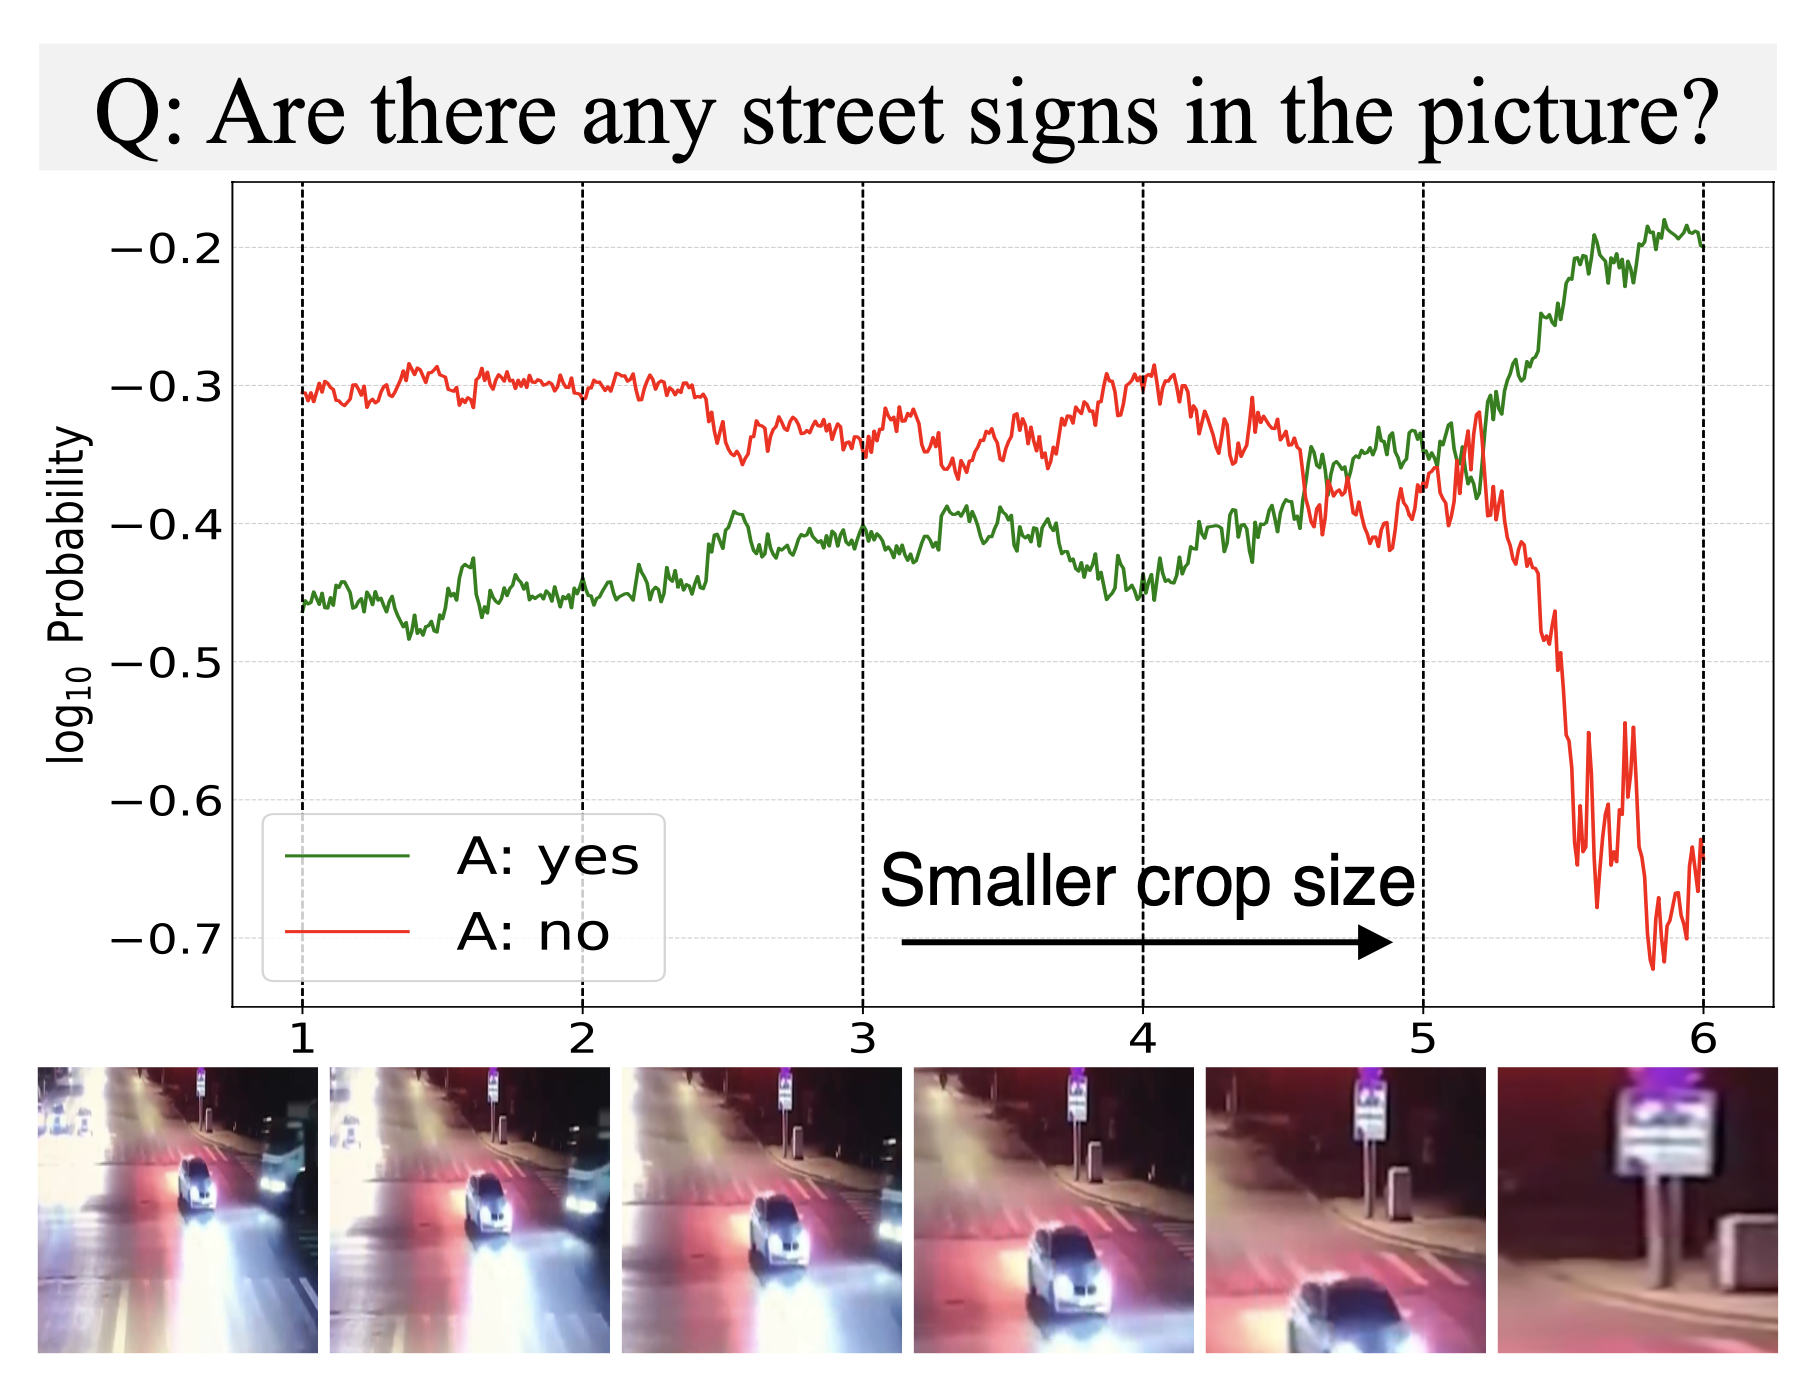 Q: Are there any street signs in the picture?
−0.2
−0.3
−0.4
−0.5
−0.6
−0.7
log₁₀ Probability
A: yes
A: no
Smaller crop size
1 2 3 4 5 6